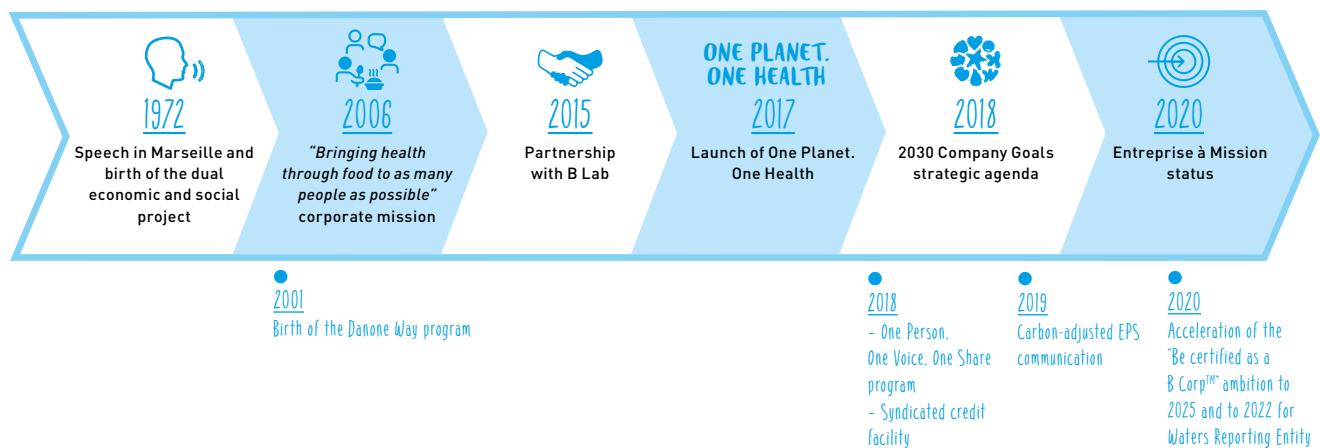 1972
Speech in Marseille and
birth of the dual
economic and social
project
2006
"Bringing health
through food to as many
people as possible"
corporate mission
2015
Partnership
with B Lab
ONE PLANET.
ONE HEALTH
2017
Launch of One Planet.
One Health
2018
2030 Company Goals
strategic agenda
2020
Entreprise à Mission
status
2001
Birth of the Danone Way program
2018
– One Person,
One Voice, One Share
program
– Syndicated credit
facility
2019
Carbon-adjusted EPS
communication
2020
Acceleration of the
"Be certified as a
B Corp™" ambition to
2025 and to 2022 for
Waters Reporting Entity